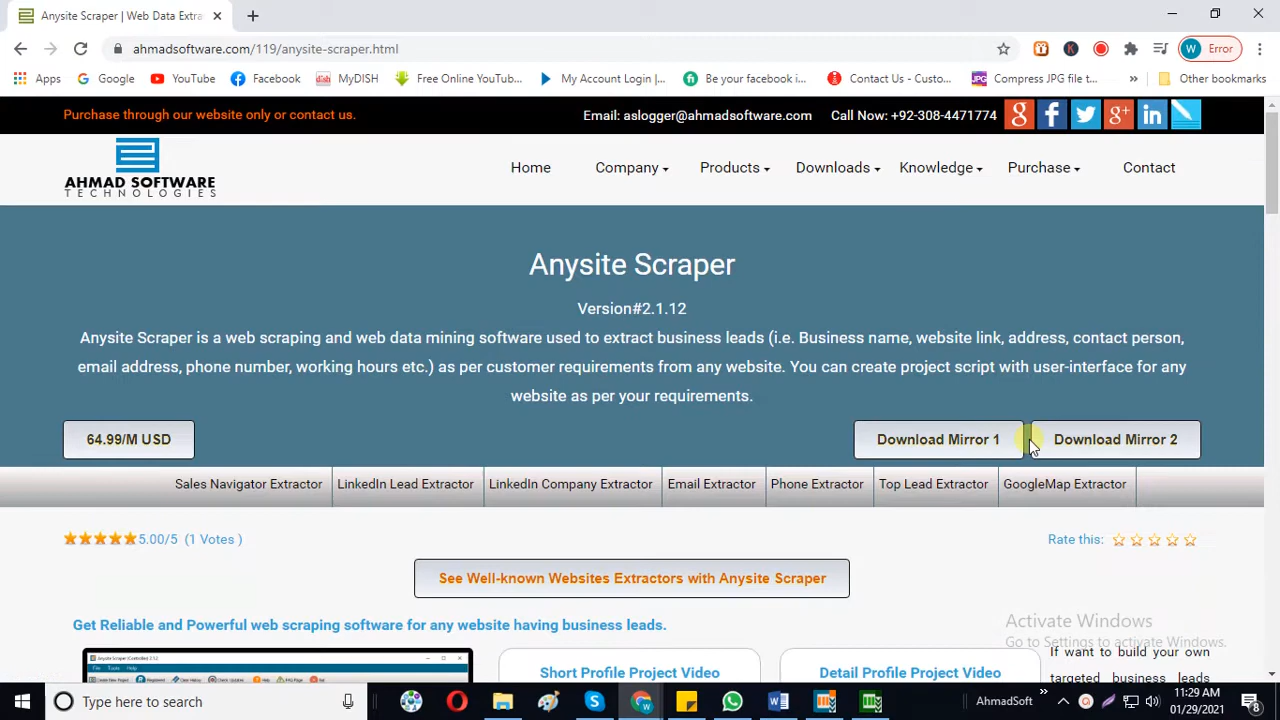 Anysite Scraper | Web Data Extra
ahmadsoftware.com/119/anysite-scraper.html
K
W Error
Apps Google YouTube Facebook MyDISH Free Online YouTub... My Account Login |... Be your facebook i... Contact Us - Custo... Compress JPG file t... » Other bookmarks
Purchase through our website only or contact us. Email: aslogger@ahmadsoftware.com Call Now: +92-308-4471774
AHMAD SOFTWARE
TECHNOLOGIES
Home Company Products Downloads Knowledge Purchase Contact
Anysite Scraper
Version#2.1.12
Anysite Scraper is a web scraping and web data mining software used to extract business leads (i.e. Business name, website link, address, contact person,
email address, phone number, working hours etc.) as per customer requirements from any website. You can create project script with user-interface for any
website as per your requirements.
64.99/M USD Download Mirror 1 Download Mirror 2
Sales Navigator Extractor LinkedIn Lead Extractor LinkedIn Company Extractor Email Extractor Phone Extractor Top Lead Extractor GoogleMap Extractor
5.00/5 (1 Votes ) Rate this:
See Well-known Websites Extractors with Anysite Scraper
Get Reliable and Powerful web scraping software for any website having business leads.
Activate Windows
Go to Settings to activate Windows.
If want to build your own
targeted business leads
Short Profile Project Video Detail Profile Project Video
Type here to search
AhmadSoft » 11:29 AM
01/29/2021
8